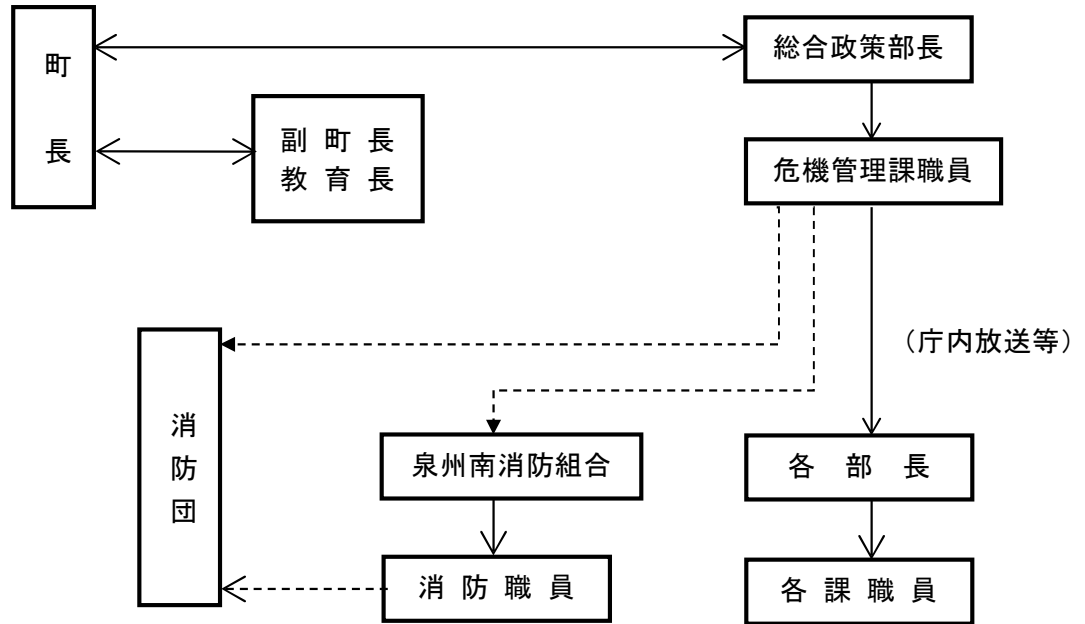 町長
総合政策部長
副町長
教育長
危機管理課職員
（庁内放送等）
消防団
泉州南消防組合
各部長
消防職員
各課職員